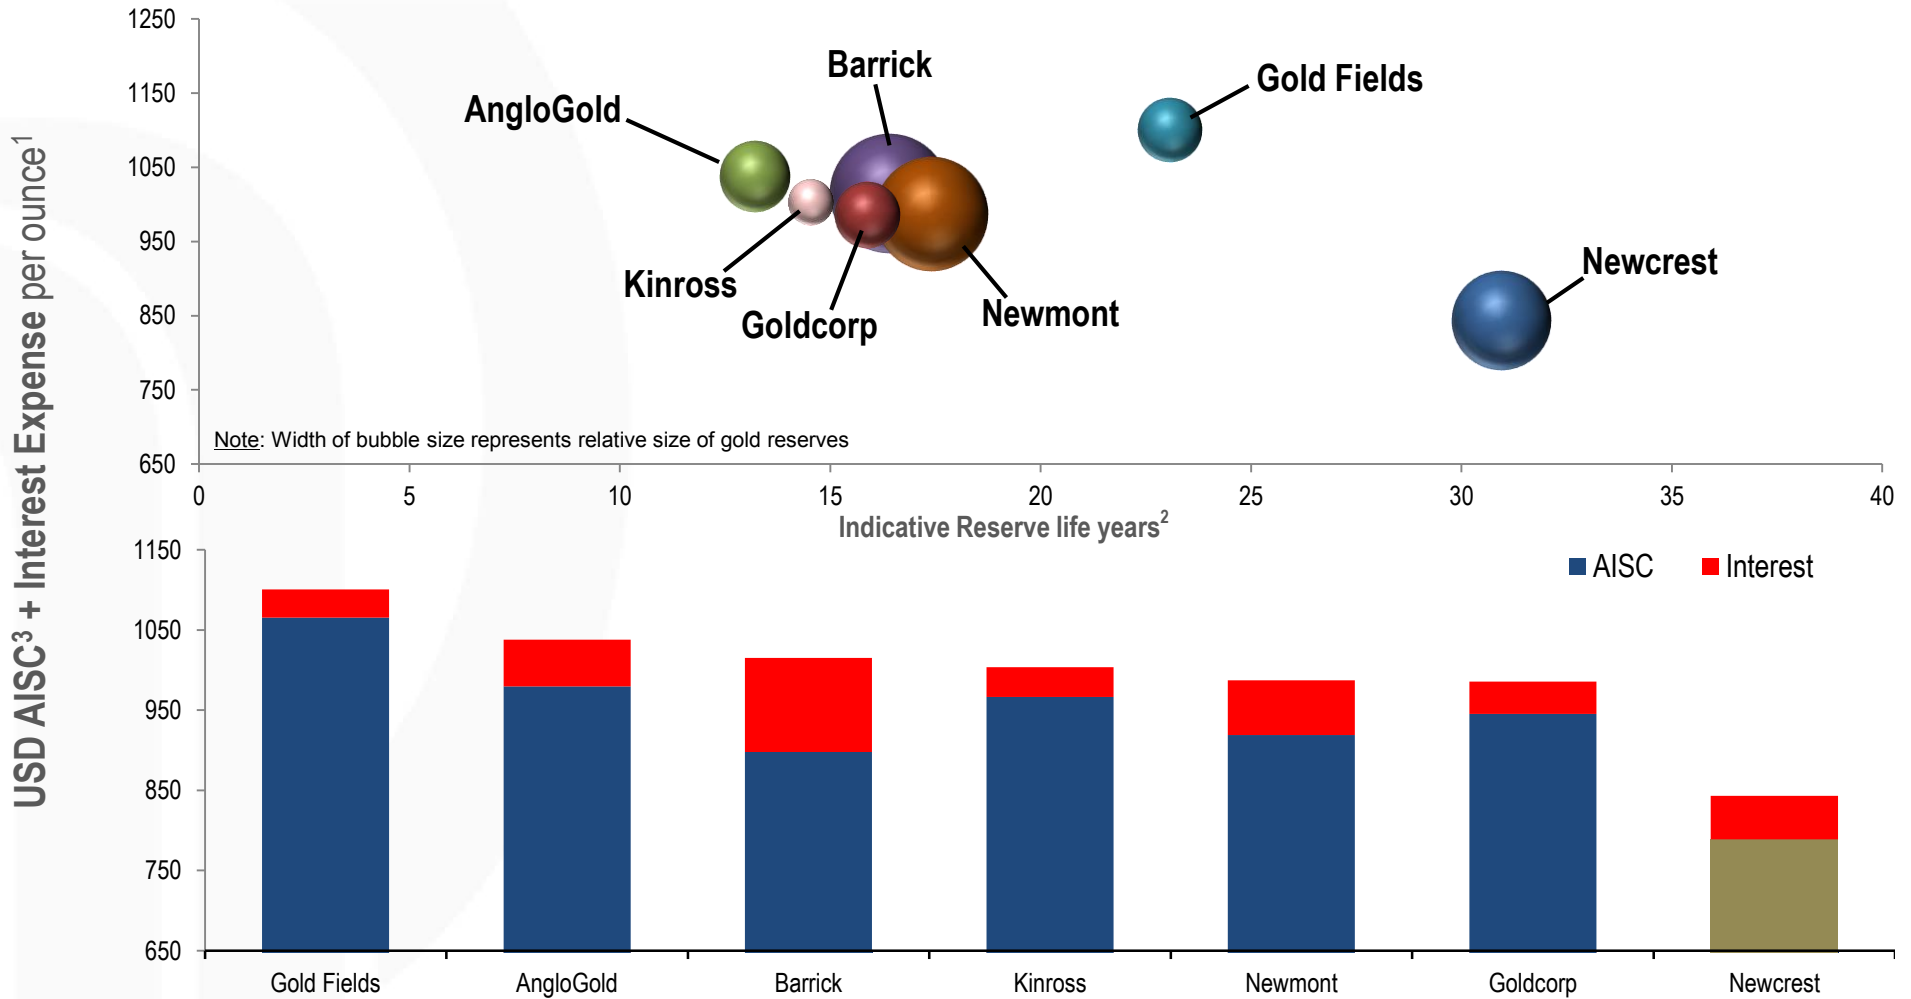 USD AISC³ + Interest Expense per ounce¹
1250
1150
1050
950
850
750
650
Barrick
Gold Fields
AngloGold
Kinross
Goldcorp
Newmont
Newcrest
Note: Width of bubble size represents relative size of gold reserves
0 5 10 15 20 25 30 35 40
Indicative Reserve life years²
1150
1050
950
850
750
650
AISC Interest
Gold Fields AngloGold Barrick Kinross Newmont Goldcorp Newcrest